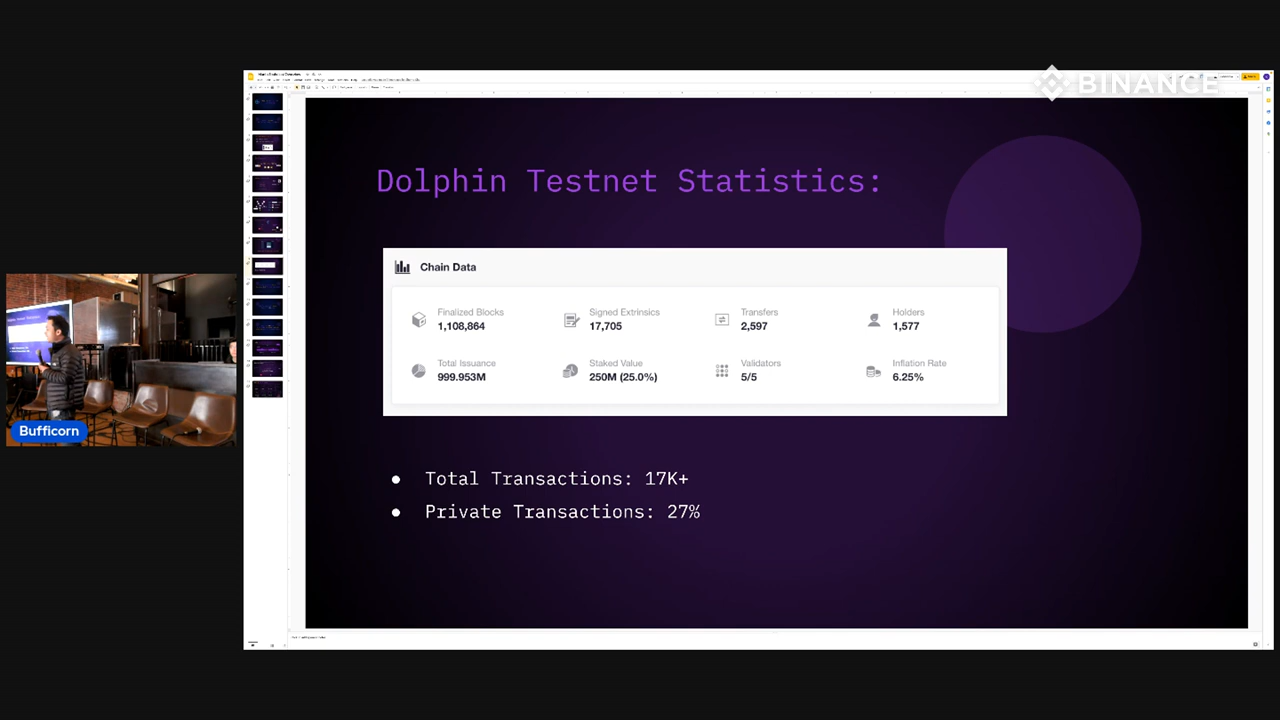 BINANCE
Dolphin Testnet Statistics:
Chain Data
Finalized Blocks
1,108,864
Signed Extrinsics
17,705
Transfers
2,597
Holders
1,577
Total Issuance
999.953M
Staked Value
250M (25.0%)
Validators
5/5
Inflation Rate
6.25%
● Total Transactions: 17K+
● Private Transactions: 27%
Bufficorn